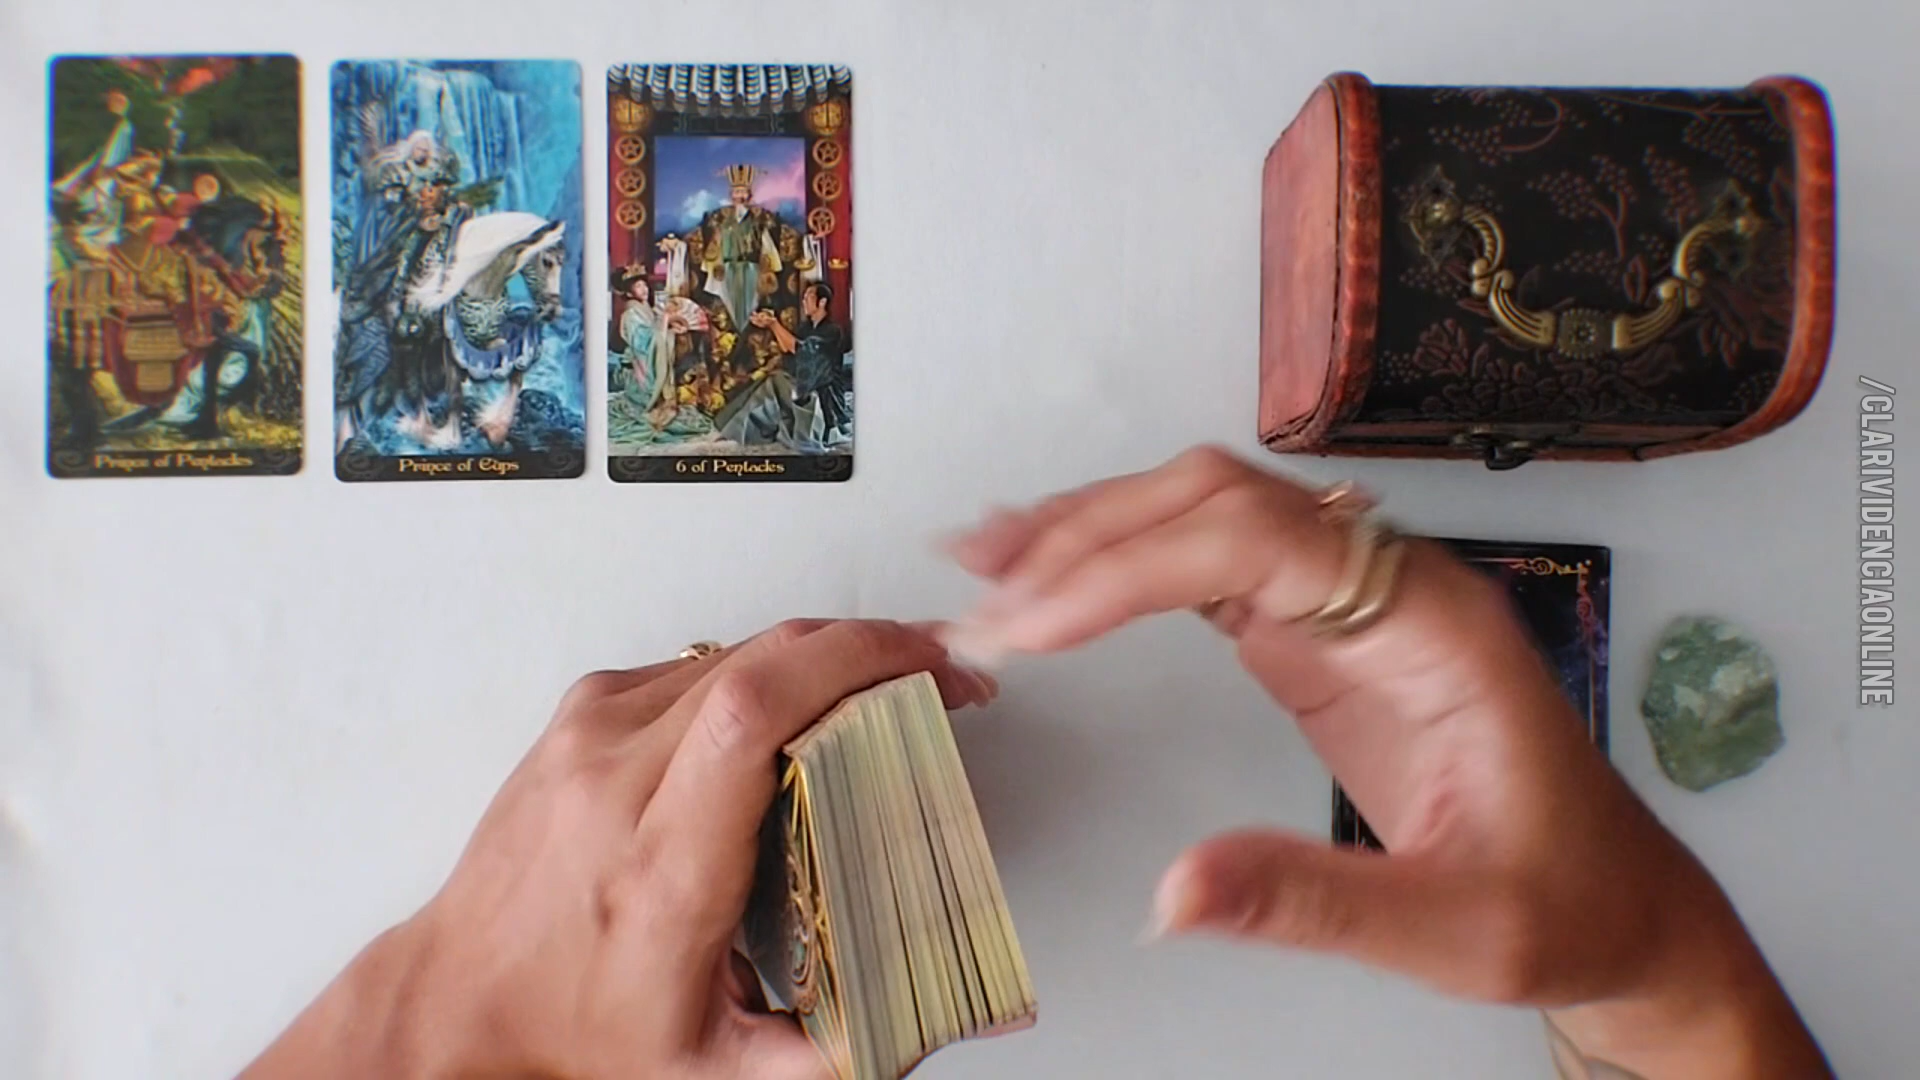 Prince of Pentacles
Prince of Cups
6 of Pentacles
/CLARIVIDENCIAONLINE